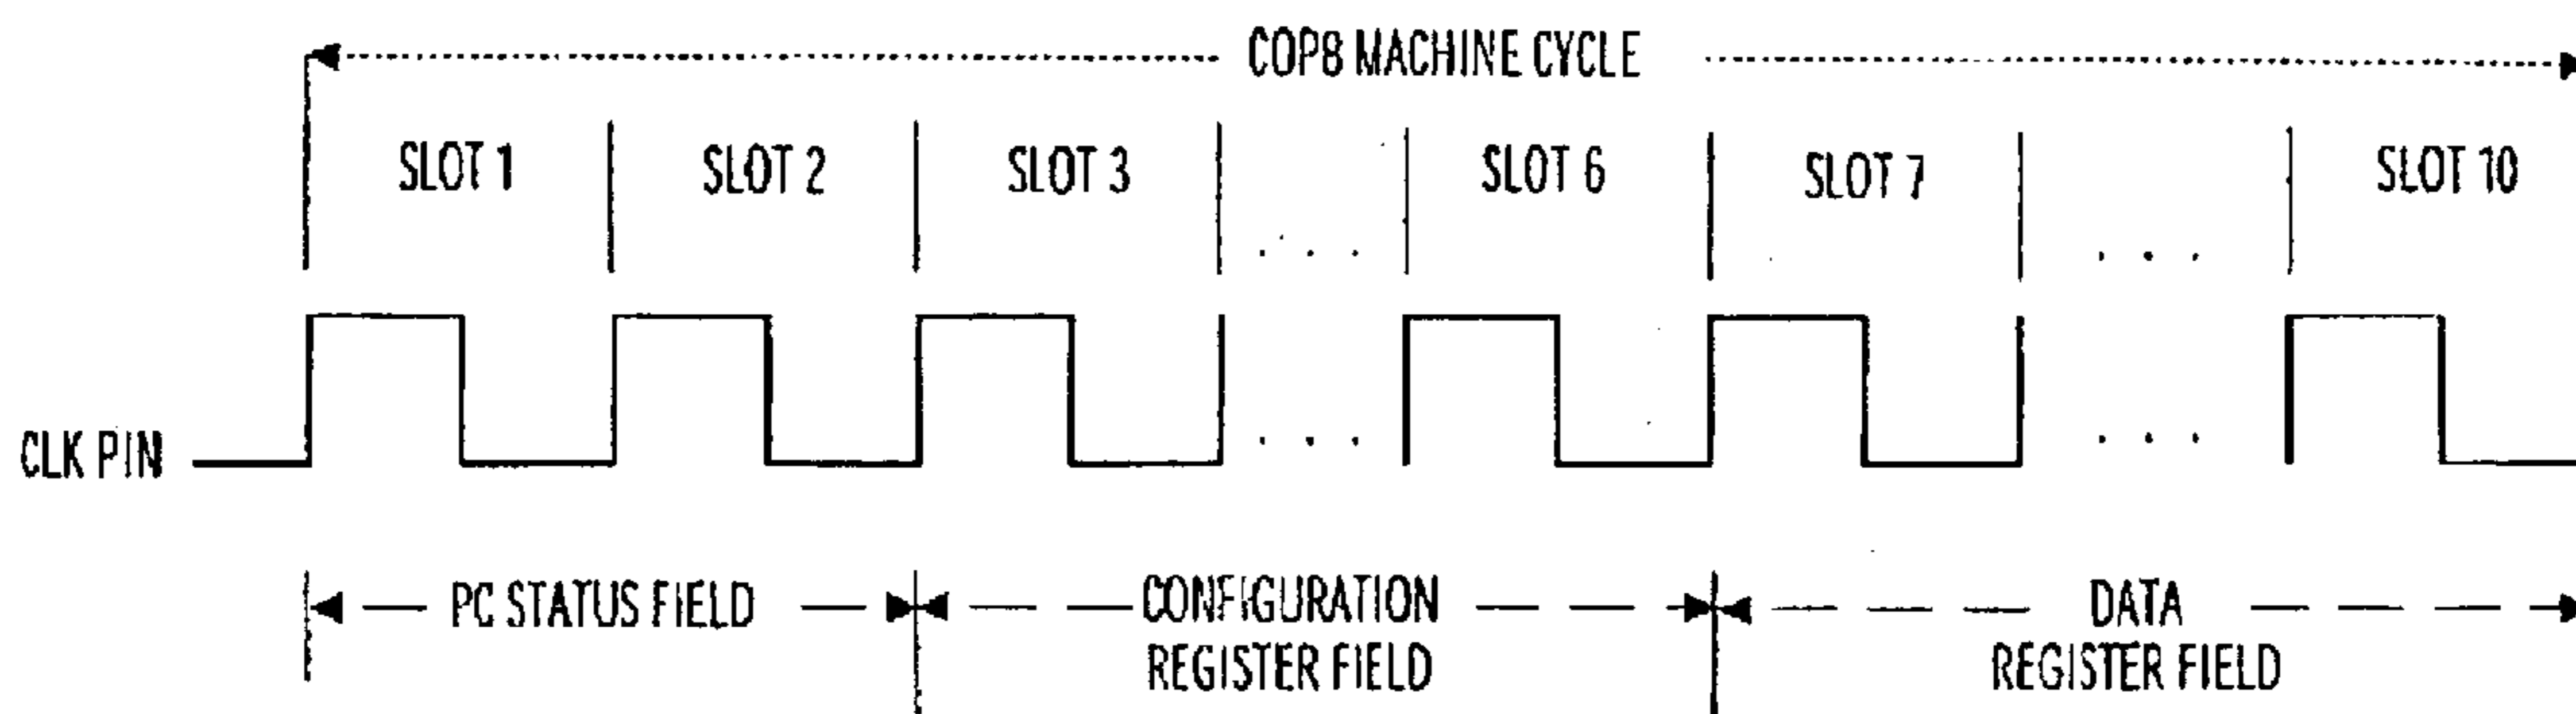 COP8 MACHINE CYCLE
SLOT 1 SLOT 2 SLOT 3 . . . SLOT 6 SLOT 7 . . . SLOT 10
CLK PIN . . . . . .
PC STATUS FIELD
CONFIGURATION
REGISTER FIELD
DATA
REGISTER FIELD